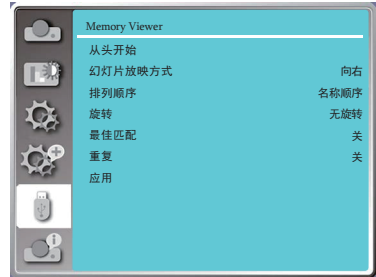 Memory Viewer
从头开始
幻灯片放映方式 向右
排列顺序 名称顺序
旋转 无旋转
最佳匹配 关
重复 关
应用